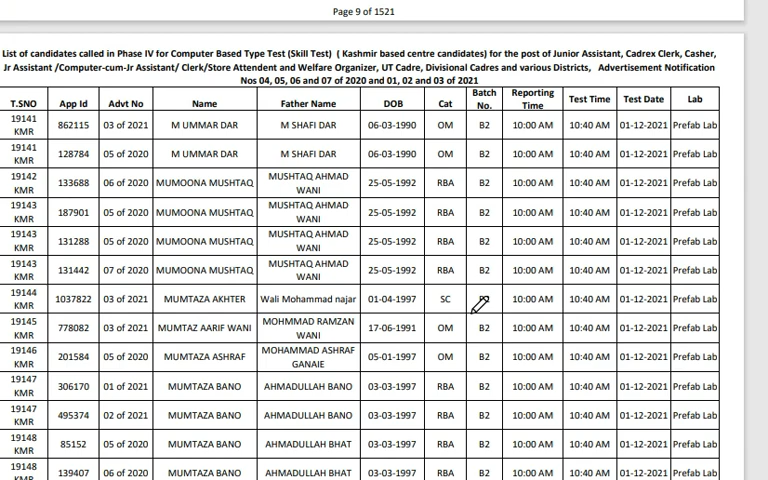 Page 9 of 1521
List of candidates called in Phase IV for Computer Based Type Test (Skill Test) ( Kashmir based centre candidates) for the post of Junior Assistant, Cadrex Clerk, Casher,
Jr Assistant /Computer-cum-Jr Assistant/ Clerk/Store Attendent and Welfare Organizer, UT Cadre, Divisional Cadres and various Districts, Advertisement Notification
Nos 04, 05, 06 and 07 of 2020 and 01, 02 and 03 of 2021
T.SNO App Id Advt No Name Father Name DOB Cat Batch No. Reporting Time Test Time Test Date Lab
19141 KMR 862115 03 of 2021 M UMMAR DAR M SHAFI DAR 06-03-1990 OM B2 10:00 AM 10:40 AM 01-12-2021 Prefab Lab
19141 KMR 128784 05 of 2020 M UMMAR DAR M SHAFI DAR 06-03-1990 OM B2 10:00 AM 10:40 AM 01-12-2021 Prefab Lab
19142 KMR 133688 06 of 2020 MUMOONA MUSHTAQ MUSHTAQ AHMAD WANI 25-05-1992 RBA B2 10:00 AM 10:40 AM 01-12-2021 Prefab Lab
19143 KMR 187901 05 of 2020 MUMOONA MUSHTAQ MUSHTAQ AHMAD WANI 25-05-1992 RBA B2 10:00 AM 10:40 AM 01-12-2021 Prefab Lab
19143 KMR 131288 05 of 2020 MUMOONA MUSHTAQ MUSHTAQ AHMAD WANI 25-05-1992 RBA B2 10:00 AM 10:40 AM 01-12-2021 Prefab Lab
19143 KMR 131442 07 of 2020 MUMOONA MUSHTAQ MUSHTAQ AHMAD WANI 25-05-1992 RBA B2 10:00 AM 10:40 AM 01-12-2021 Prefab Lab
19144 KMR 1037822 03 of 2021 MUMTAZA AKHTER Wali Mohammad najar 01-04-1997 SC 10:00 AM 10:40 AM 01-12-2021 Prefab Lab
19145 KMR 778082 03 of 2021 MUMTAZ AARIF WANI MOHMMAD RAMZAN WANI 17-06-1991 OM B2 10:00 AM 10:40 AM 01-12-2021 Prefab Lab
19146 KMR 201584 05 of 2020 MUMTAZA ASHRAF MOHAMMAD ASHRAF GANAIE 05-01-1997 OM B2 10:00 AM 10:40 AM 01-12-2021 Prefab Lab
19147 KMR 306170 01 of 2021 MUMTAZA BANO AHMADULLAH BANO 03-03-1997 RBA B2 10:00 AM 10:40 AM 01-12-2021 Prefab Lab
19147 KMR 495374 02 of 2021 MUMTAZA BANO AHMADULLAH BANO 03-03-1997 RBA B2 10:00 AM 10:40 AM 01-12-2021 Prefab Lab
19148 KMR 85152 05 of 2020 MUMTAZA BANO AHMADULLAH BHAT 03-03-1997 RBA B2 10:00 AM 10:40 AM 01-12-2021 Prefab Lab
19148 KMR 139407 06 of 2020 MUMTAZA BANO AHMADULLAH BHAT 03-03-1997 RBA B2 10:00 AM 10:40 AM 01-12-2021 Prefab Lab